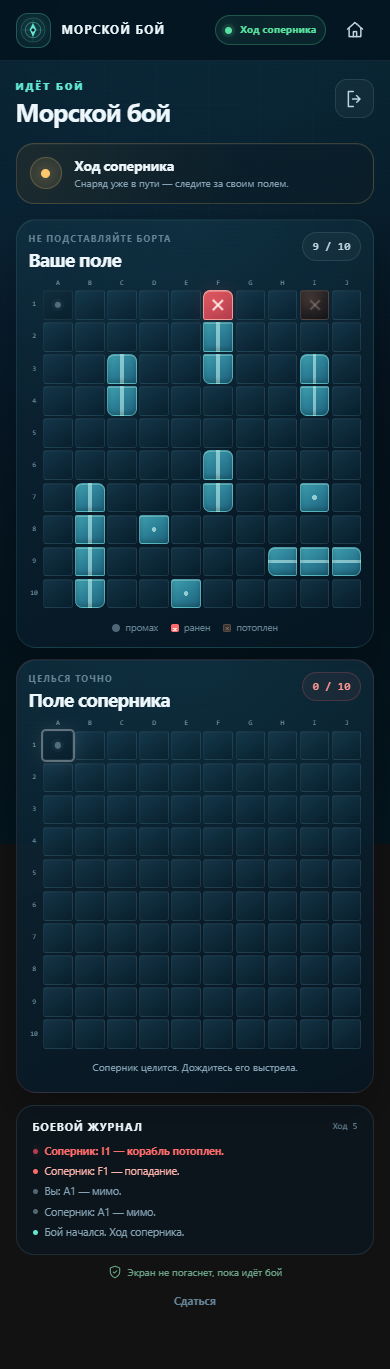 МОРСКОЙ БОЙ
Ход соперника
ИДЁТ БОЙ
Морской бой
Ход соперника
Снаряд уже в пути — следите за своим полем.
НЕ ПОДСТАВЛЯЙТЕ БОРТА
9 / 10
Ваше поле
A B C D E F G H I J
1
2
3
4
5
6
7
8
9
10
промах ранен потоплен
ЦЕЛЬСЯ ТОЧНО
0 / 10
Поле соперника
A B C D E F G H I J
1
2
3
4
5
6
7
8
9
10
Соперник целится. Дождитесь его выстрела.
БОЕВОЙ ЖУРНАЛ
Ход 5
Соперник: I1 — корабль потоплен.
Соперник: F1 — попадание.
Вы: A1 — мимо.
Соперник: A1 — мимо.
Бой начался. Ход соперника.
Экран не погаснет, пока идёт бой
Сдаться